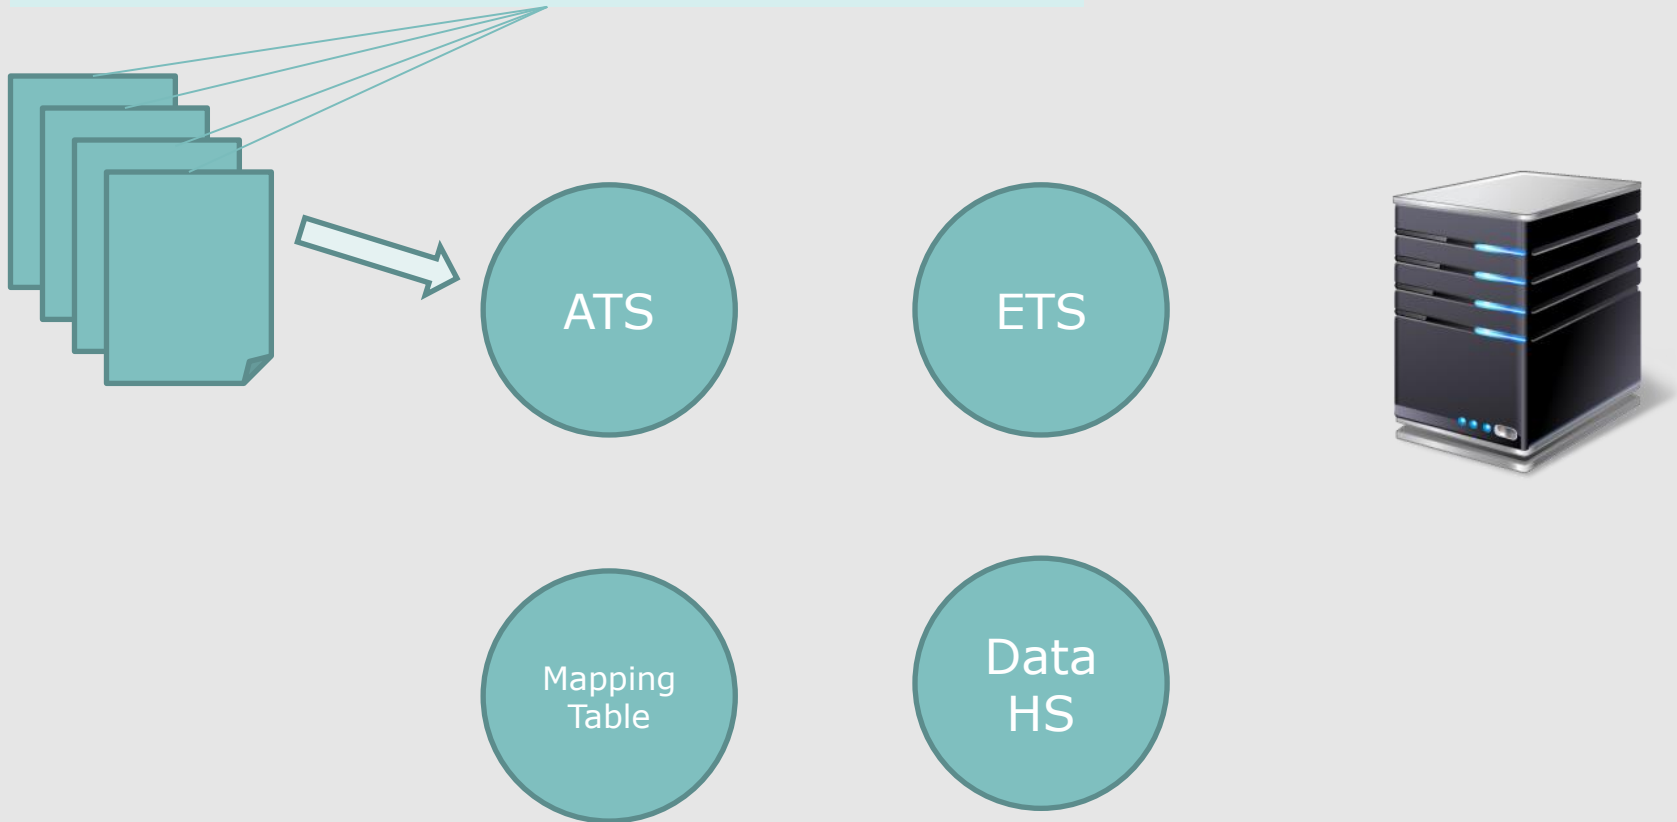 ATS
ETS
Mapping
Table
Data
HS